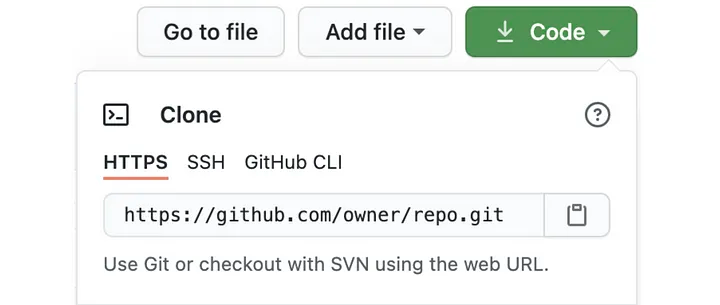 Go to file Add file Code
Clone
HTTPS SSH GitHub CLI
https://github.com/owner/repo.git
Use Git or checkout with SVN using the web URL.